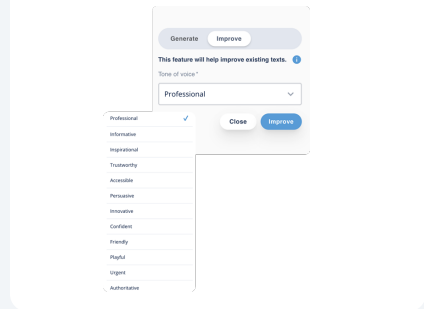 Generate Improve
This feature will help improve existing texts.
Tone of voice*
Professional
Close Improve
Professional
Informative
Inspirational
Trustworthy
Accessible
Persuasive
Innovative
Confident
Friendly
Playful
Urgent
Authoritative